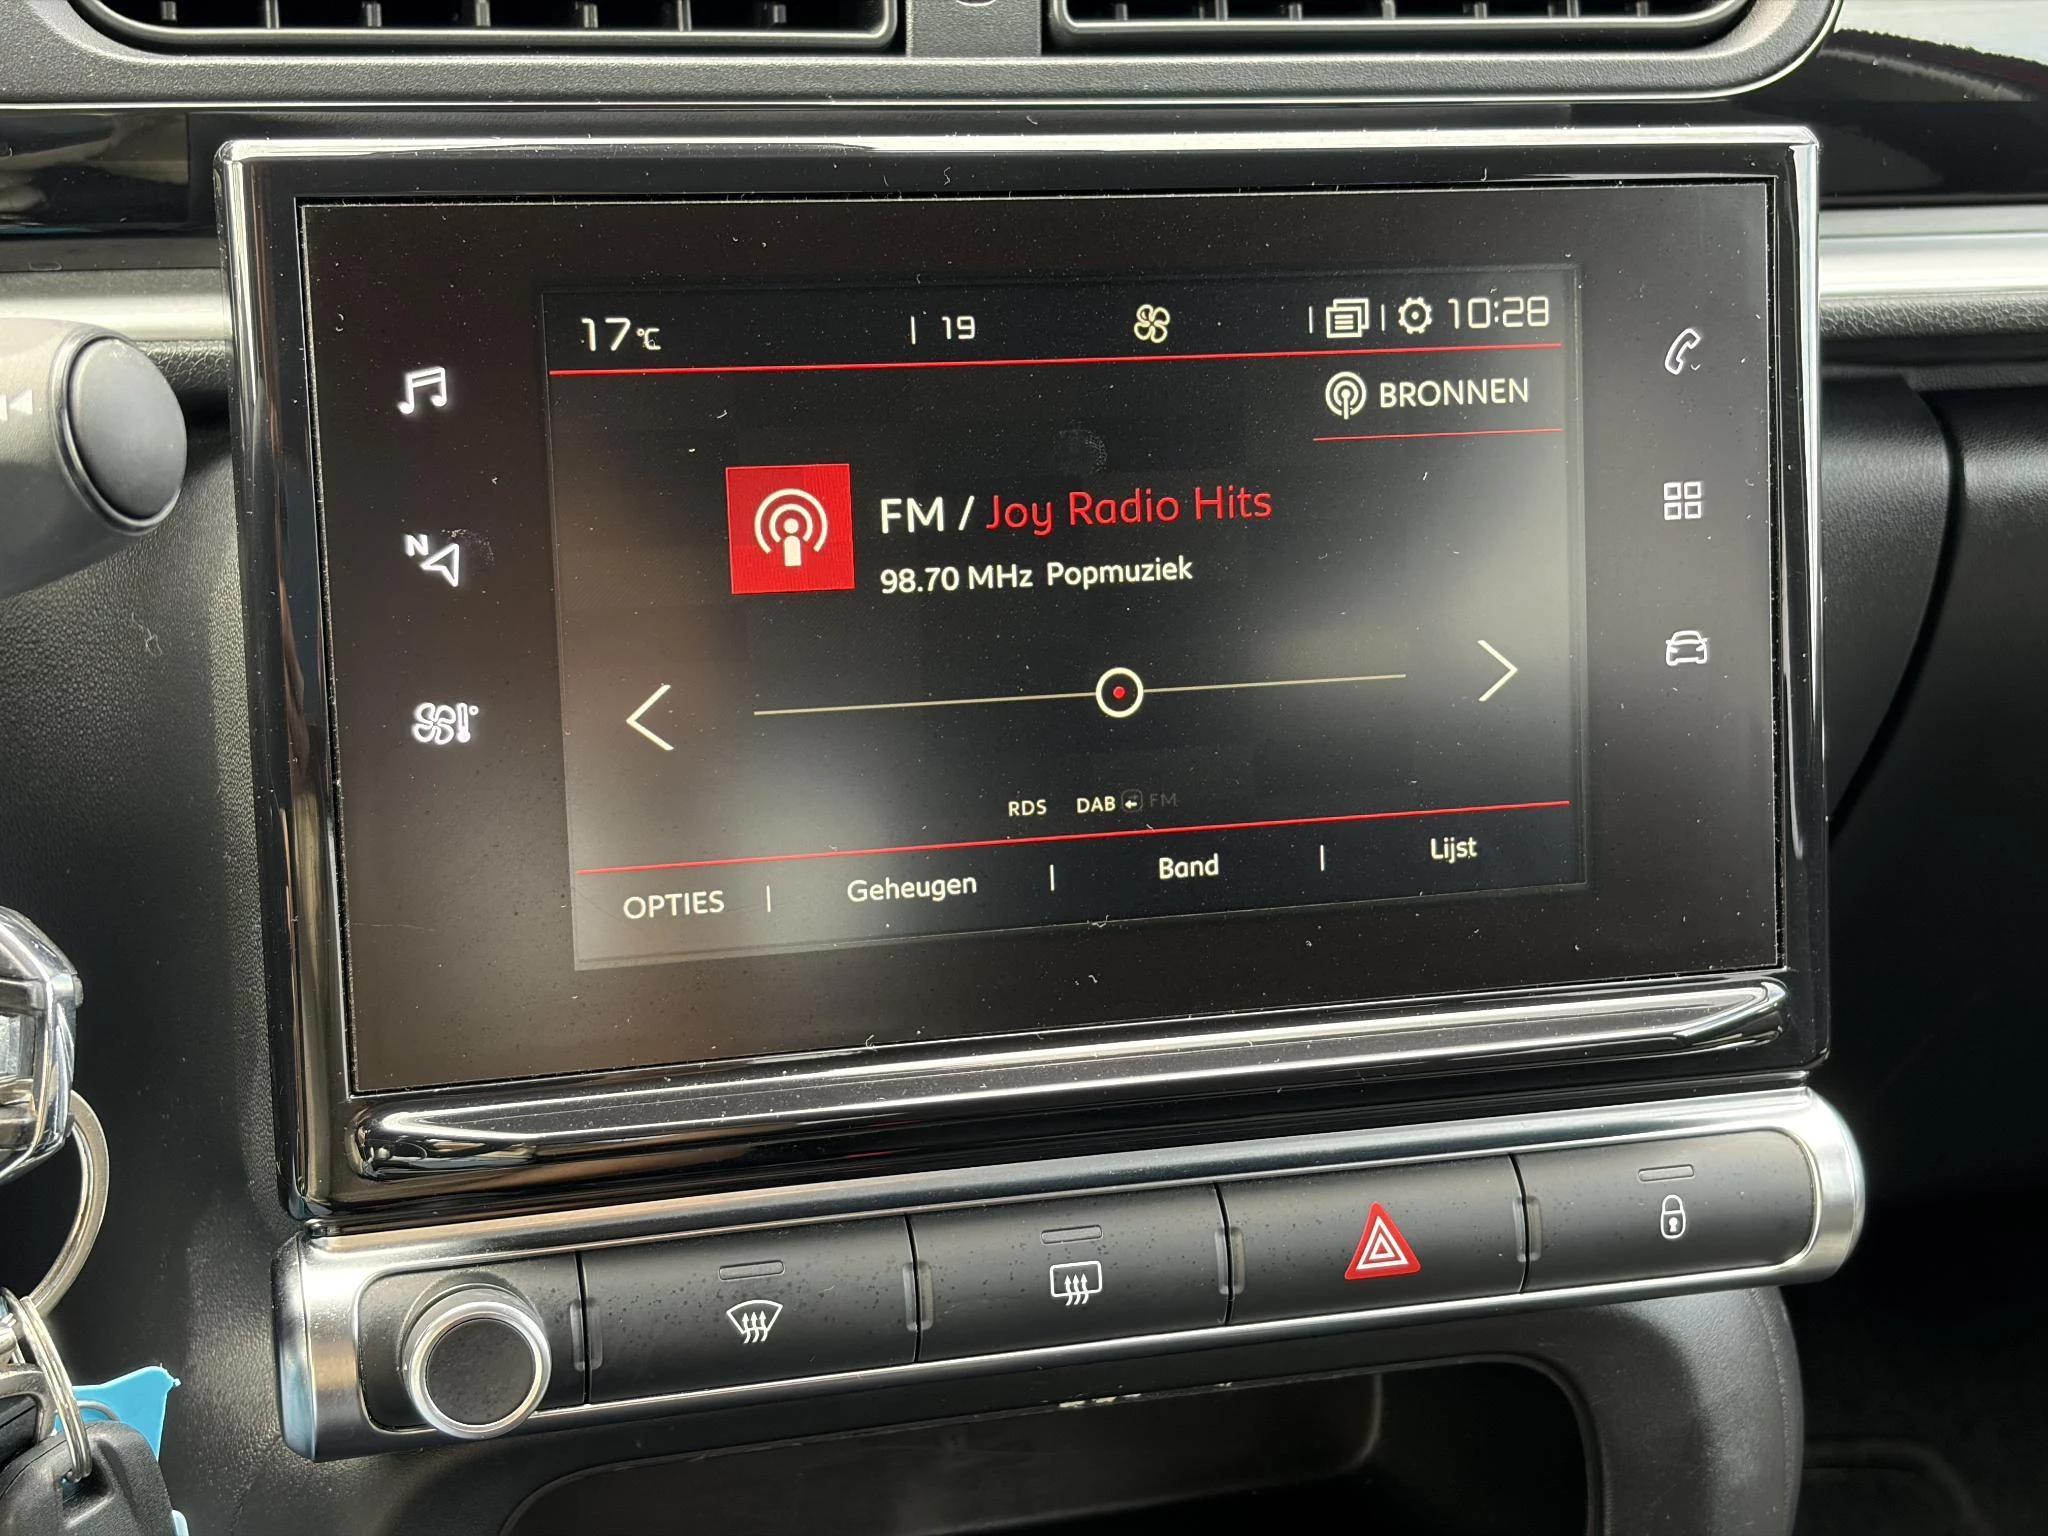 17°C | 19 | | 10:28
BRONNEN
FM / Joy Radio Hits
98.70 MHz Popmuziek
N
RDS DAB FM
OPTIES | Geheugen | Band | Lijst